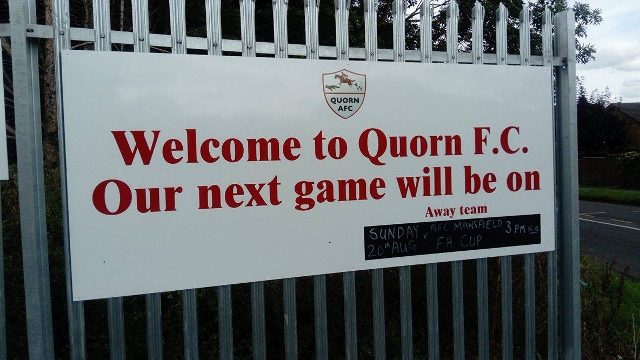 QUORN
AFC
Welcome to Quorn F.C.
Our next game will be on
Away team
SUNDAY v AFC MANSFIELD 3PM
20TH AUG FA CUP